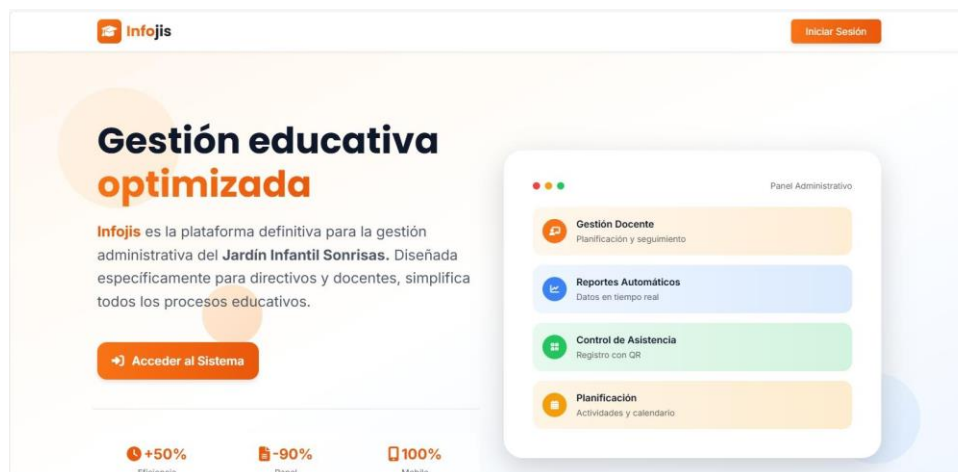 Infojis
Iniciar Sesión
Gestión educativa
optimizada
Infojis es la plataforma definitiva para la gestión
administrativa del Jardín Infantil Sonrisas. Diseñada
específicamente para directivos y docentes, simplifica
todos los procesos educativos.
Acceder al Sistema
+50%
-90%
100%
Panel Administrativo
Gestión Docente
Planificación y seguimiento
Reportes Automáticos
Datos en tiempo real
Control de Asistencia
Registro con QR
Planificación
Actividades y calendario